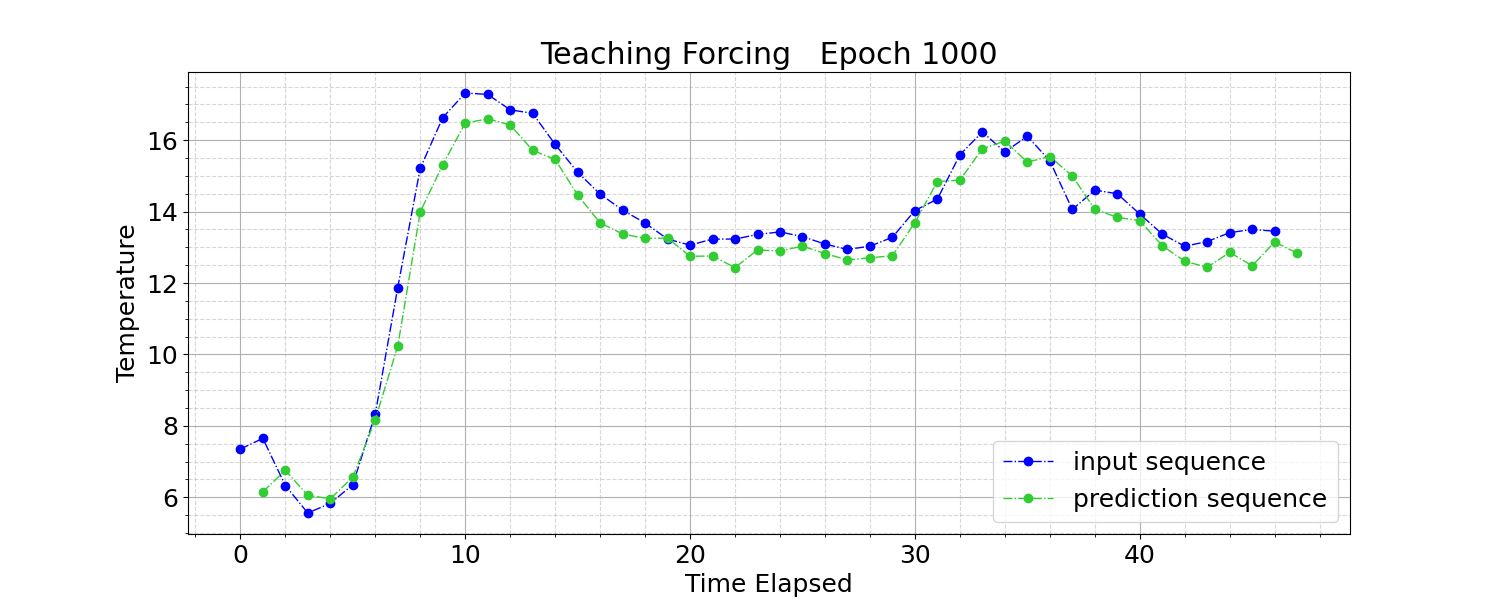 Teaching Forcing   Epoch 1000
Temperature
16
14
12
10
8
6
input sequence
prediction sequence
0 10 20 30 40
Time Elapsed